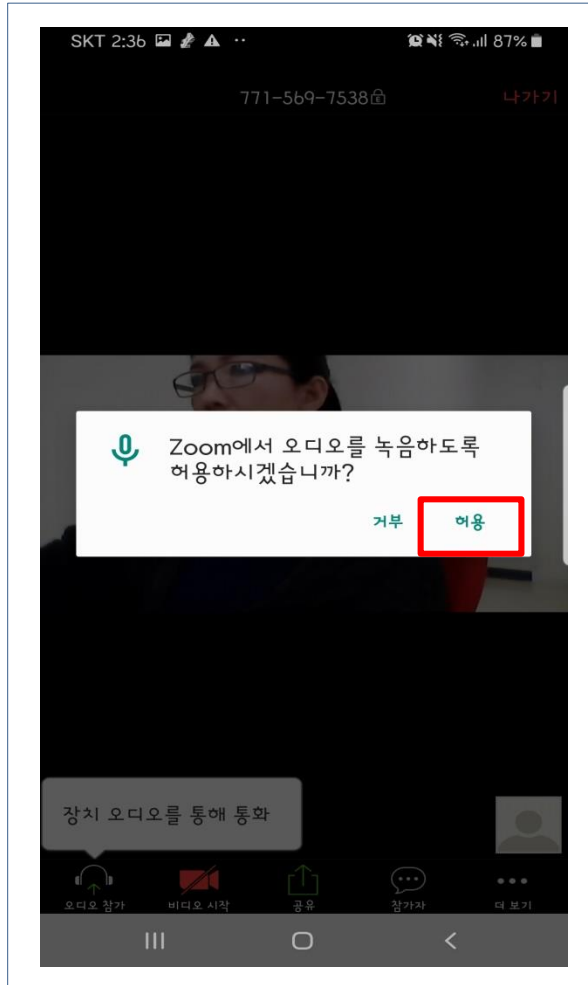 SKT 2:36
87%
771-569-7538
나가기
Zoom에서 오디오를 녹음하도록
허용하시겠습니까?
거부
허용
장치 오디오를 통해 통화
오디오 참가
비디오 시작
공유
참가자
더 보기